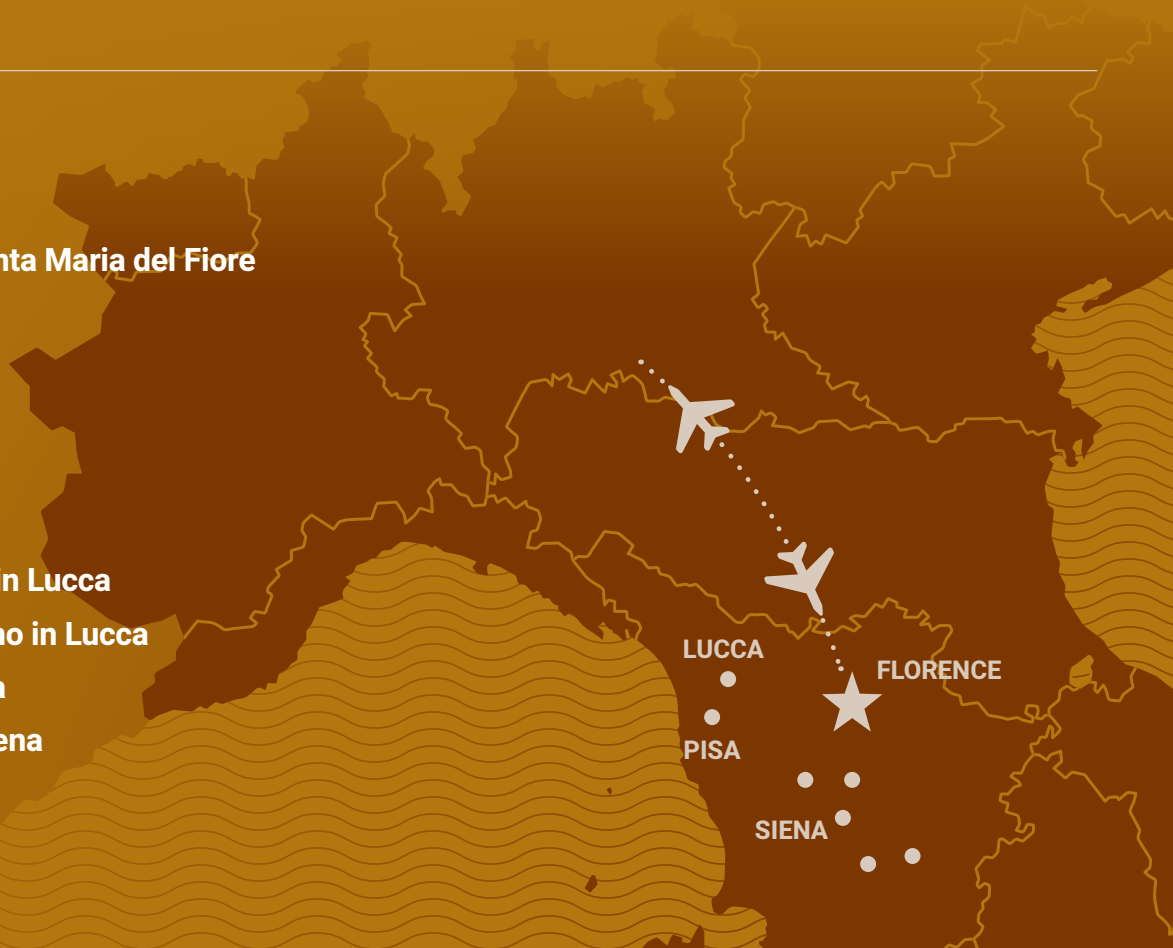 nta Maria del Fiore
in Lucca
no in Lucca
a
ena
LUCCA
FLORENCE
PISA
SIENA